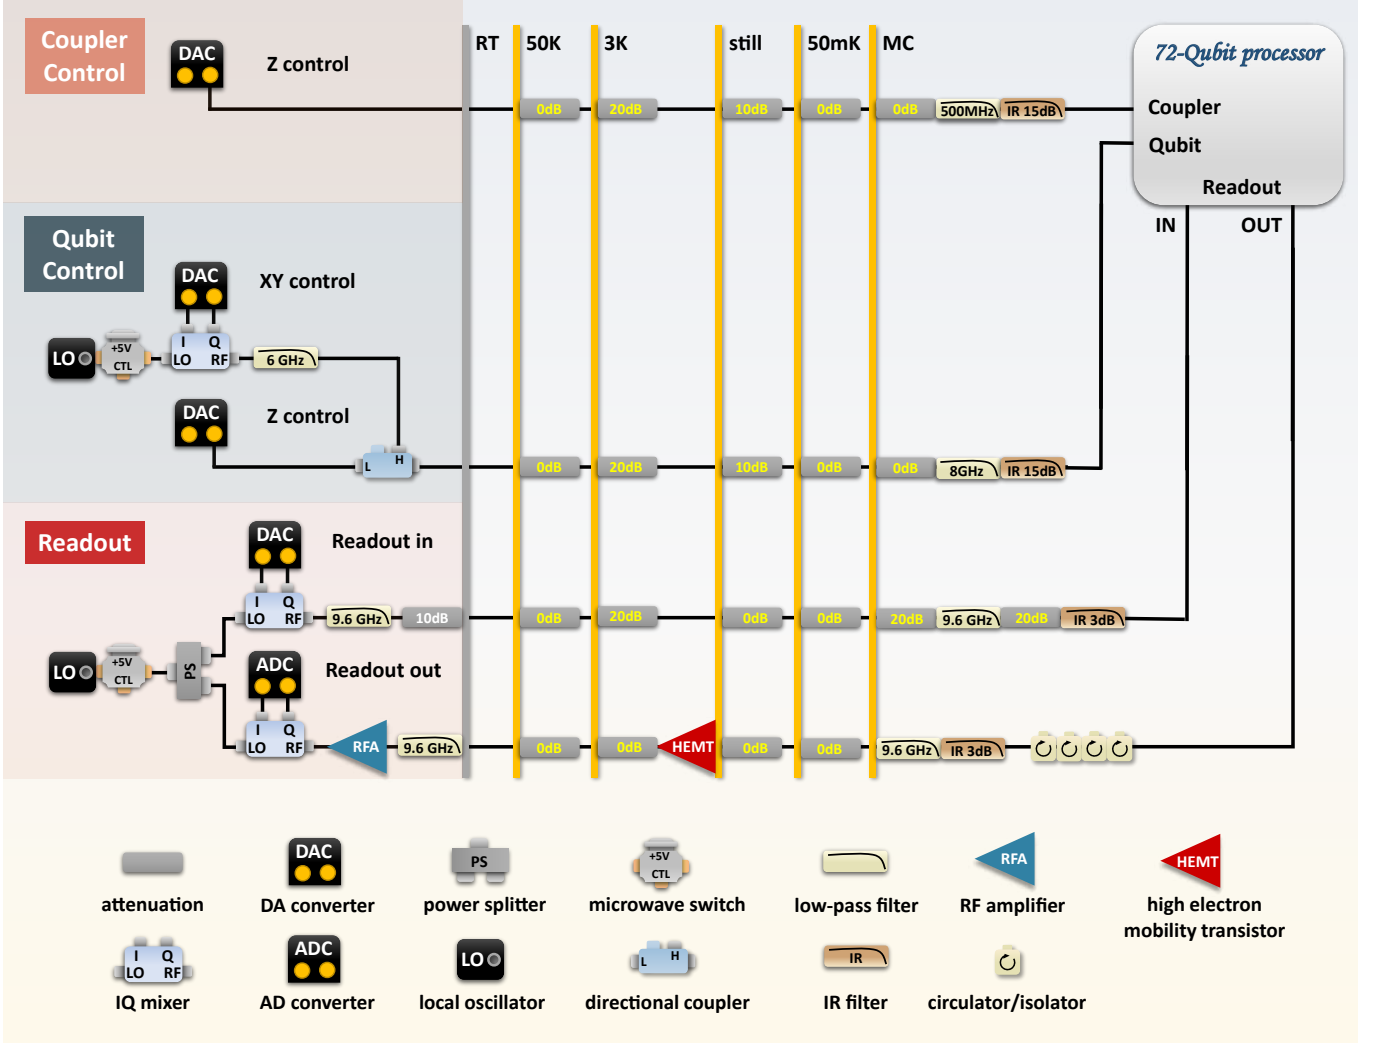 Coupler
Control
DAC
Z control
RT
50K
3K
still
50mK
MC
72-Qubit processor
0dB
20dB
10dB
0dB
0dB
500MHz
IR 15dB
Coupler
Qubit
Readout
IN
OUT
Qubit
Control
DAC
XY control
LO
+5V
CTL
I Q
LO RF
6 GHz
DAC
Z control
L H
0dB
20dB
10dB
0dB
0dB
8GHz
IR 15dB
Readout
DAC
Readout in
I Q
LO RF
9.6 GHz
10dB
0dB
20dB
0dB
0dB
20dB
9.6 GHz
20dB
IR 3dB
LO
+5V
CTL
PS
ADC
Readout out
I Q
LO RF
RFA
9.6 GHz
0dB
0dB
HEMT
0dB
0dB
9.6 GHz
IR 3dB
attenuation
DAC
DA converter
PS
power splitter
+5V
CTL
microwave switch
low-pass filter
RFA
RF amplifier
HEMT
high electron
mobility transistor
I Q
LO RF
IQ mixer
ADC
AD converter
LO
local oscillator
L H
directional coupler
IR
IR filter
circulator/isolator